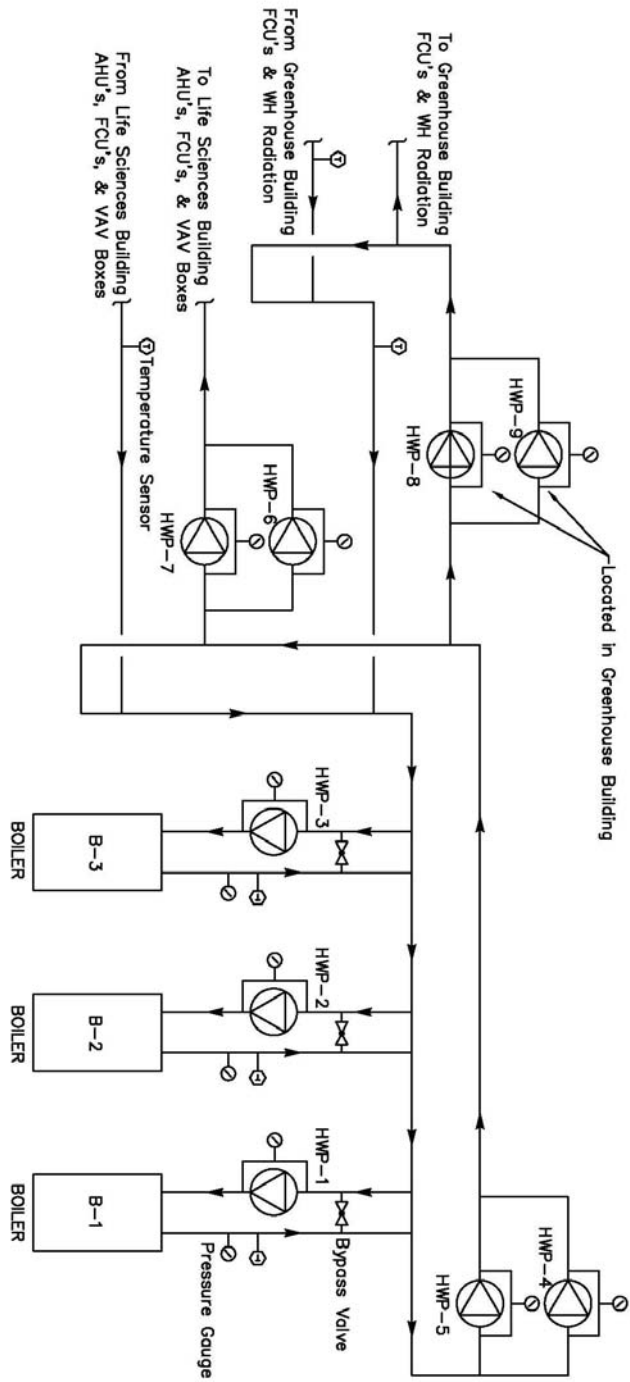 To Greenhouse Building
FCU's & WH Radiation
From Greenhouse Building
FCU's & WH Radiation
To Life Sciences Building
AHU's, FCU's, & VAV Boxes
From Life Sciences Building
AHU's, FCU's, & VAV Boxes
T
T
T
Temperature Sensor
HWP-9
HWP-8
Located in Greenhouse Building
HWP-6
HWP-7
HWP-3
T
B-3
BOILER
HWP-2
T
B-2
BOILER
HWP-1
Bypass Valve
T
Pressure Gauge
B-1
BOILER
HWP-4
HWP-5